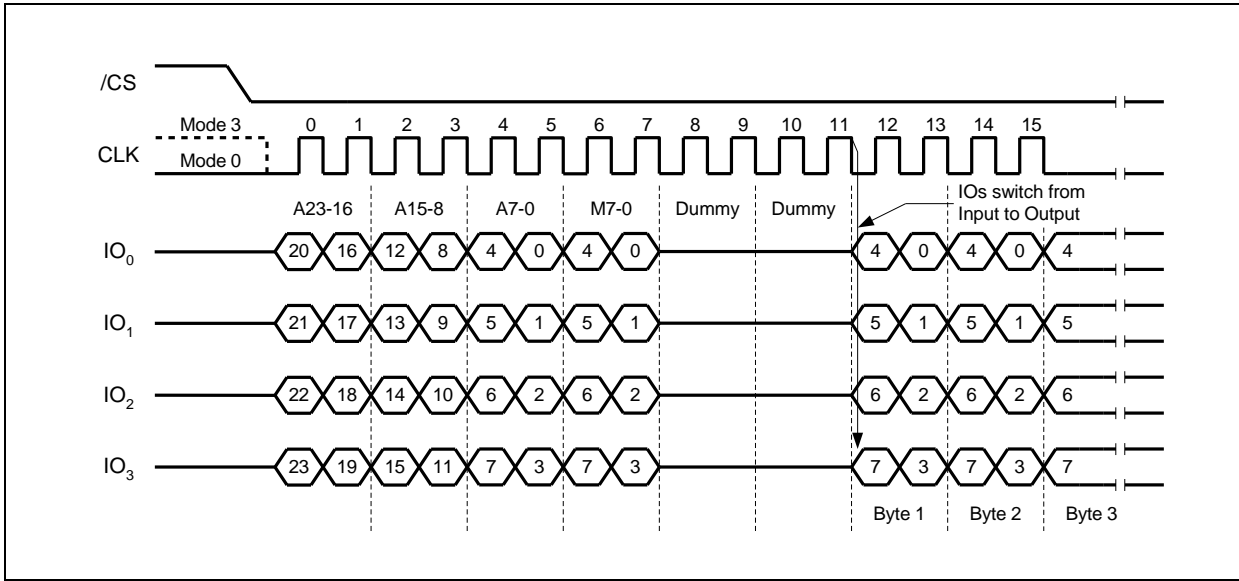 /CS
Mode 3 0 1 2 3 4 5 6 7 8 9 10 11 12 13 14 15
CLK
Mode 0
A23-16 A15-8 A7-0 M7-0 Dummy Dummy IOs switch from
Input to Output
IO0 20 16 12 8 4 0 4 0 4 0 4 0 4
IO1 21 17 13 9 5 1 5 1 5 1 5 1 5
IO2 22 18 14 10 6 2 6 2 6 2 6 2 6
IO3 23 19 15 11 7 3 7 3 7 3 7 3 7
Byte 1 Byte 2 Byte 3